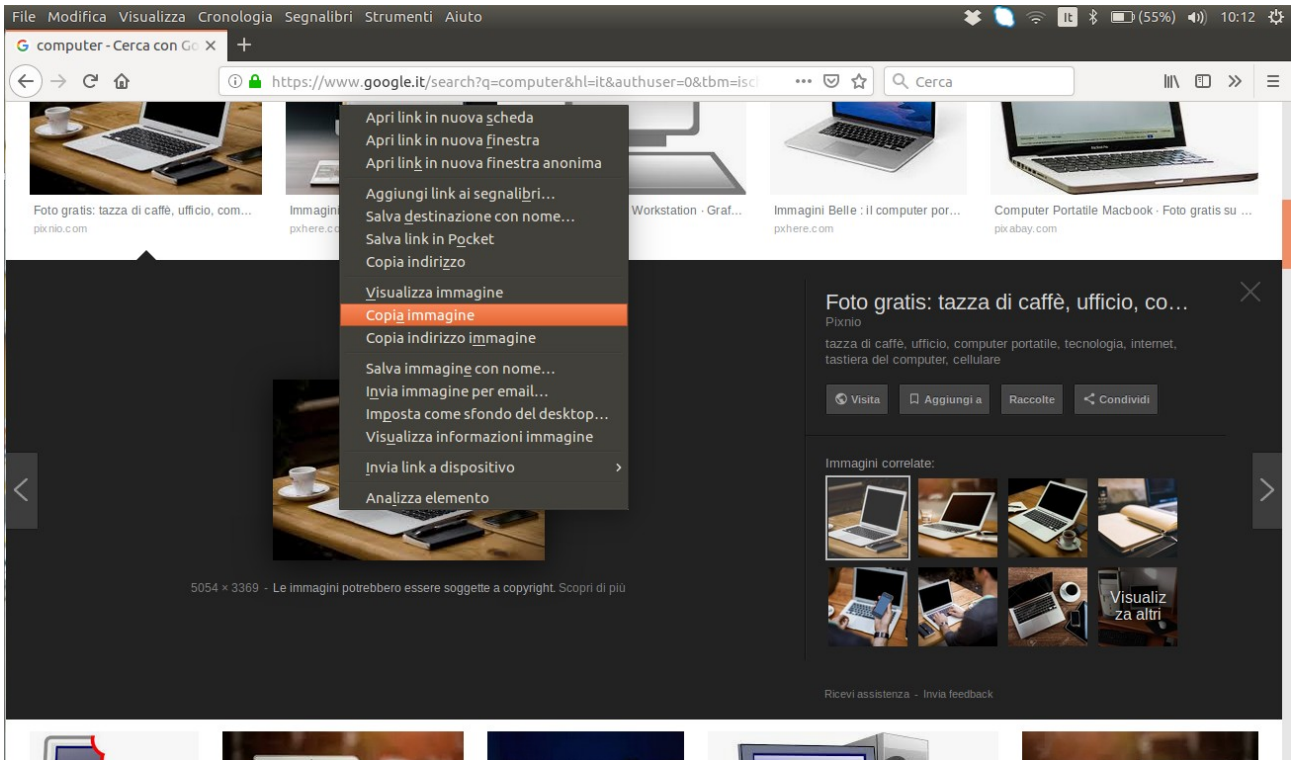 File Modifica Visualizza Cronologia Segnalibri Strumenti Aiuto
It (55%) 10:12
G computer - Cerca con Go
https://www.google.it/search?q=computer&hl=it&authuser=0&tbm=isc
Cerca
Foto gratis: tazza di caffè, ufficio, com...
pixnio.com
Immagini
pxhere.c
Workstation · Graf...
Immagini Belle : il computer por...
pxhere.com
Computer Portatile Macbook · Foto gratis su ...
pixabay.com
Apri link in nuova scheda
Apri link in nuova finestra
Apri link in nuova finestra anonima
Aggiungi link ai segnalibri...
Salva destinazione con nome...
Salva link in Pocket
Copia indirizzo
Visualizza immagine
Copia immagine
Copia indirizzo immagine
Salva immagine con nome...
Invia immagine per email...
Imposta come sfondo del desktop...
Visualizza informazioni immagine
Invia link a dispositivo
Analizza elemento
5054 × 3369 - Le immagini potrebbero essere soggette a copyright. Scopri di più
Foto gratis: tazza di caffè, ufficio, co...
Pixnio
tazza di caffè, ufficio, computer portatile, tecnologia, internet,
tastiera del computer, cellulare
Visita Aggiungi a Raccolte Condividi
Immagini correlate:
Visualiz
za altri
Ricevi assistenza - Invia feedback